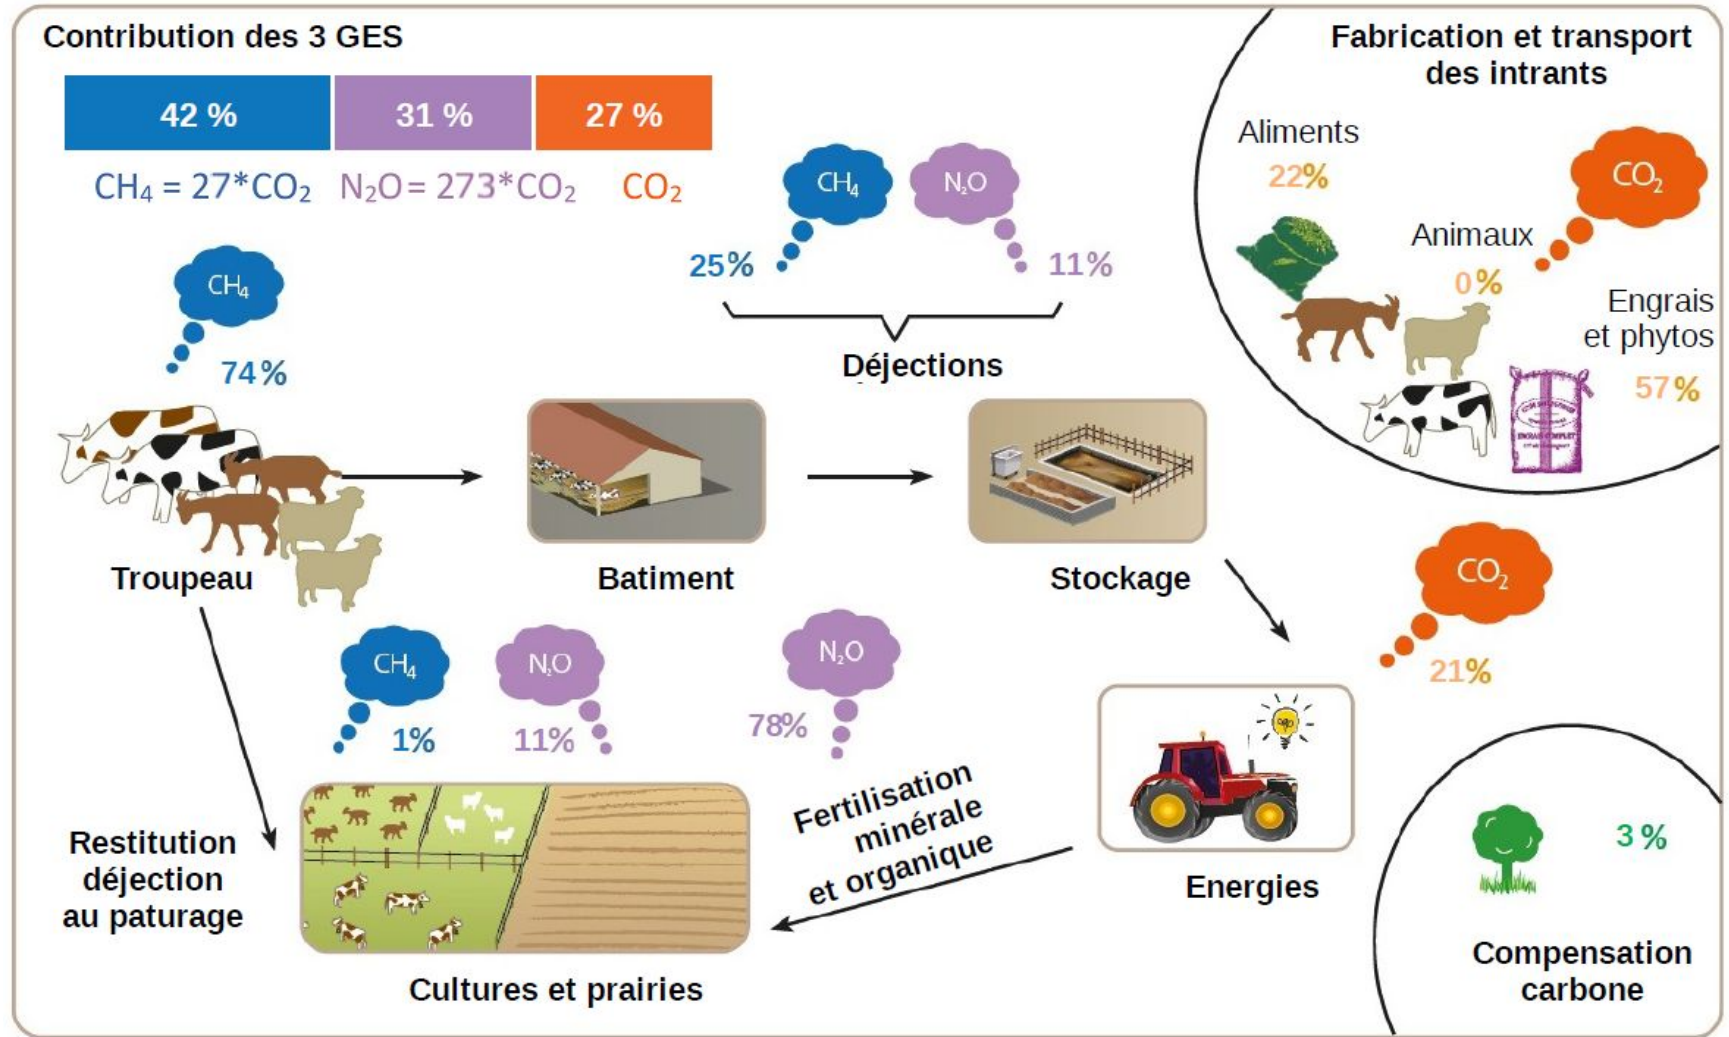 Contribution des 3 GES
42 %
31 %
27 %
CH₄ = 27*CO₂
N₂O = 273*CO₂
CO₂
Fabrication et transport
des intrants
Aliments
22%
CO₂
Animaux
0%
Engrais
et phytos
57%
CH₄
N₂O
25%
11%
Déjections
CH₄
74%
Troupeau
Batiment
Stockage
CO₂
21%
CH₄
1%
N₂O
11%
N₂O
78%
Restitution
déjection
au paturage
Fertilisation
minérale
et organique
Energies
Cultures et prairies
3 %
Compensation
carbone